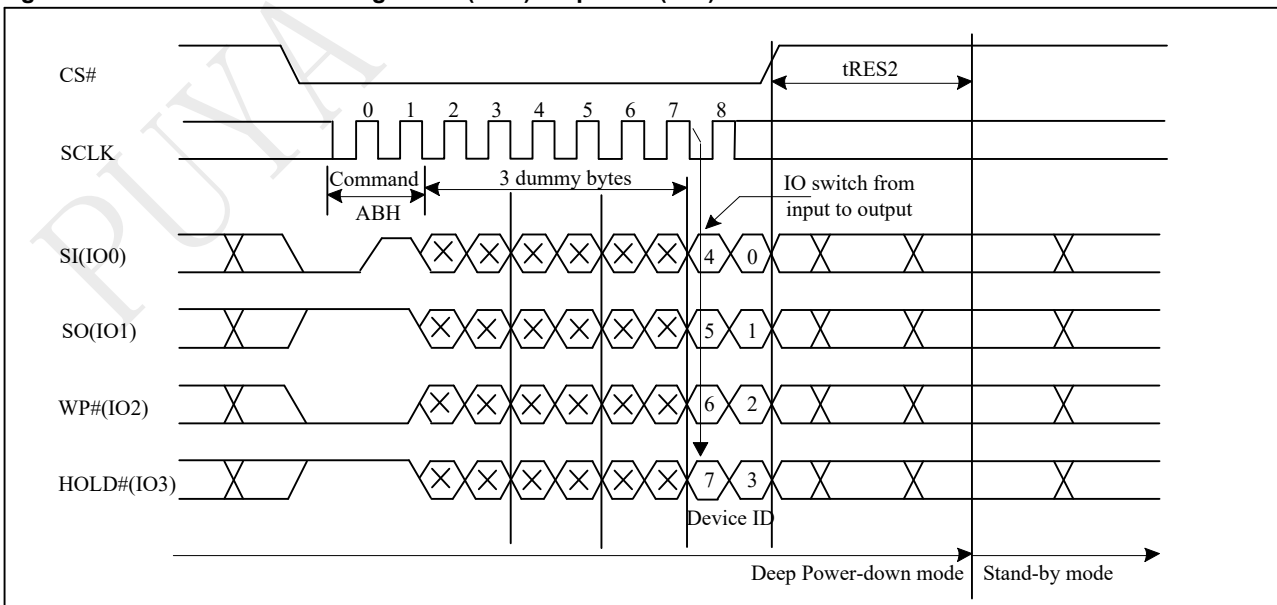 PUYA
CS#
tRES2
0 1 2 3 4 5 6 7 8
SCLK
Command
3 dummy bytes
IO switch from
input to output
ABH
SI(IO0)
4 0
SO(IO1)
5 1
WP#(IO2)
6 2
HOLD#(IO3)
7 3
Device ID
Deep Power-down mode
Stand-by mode